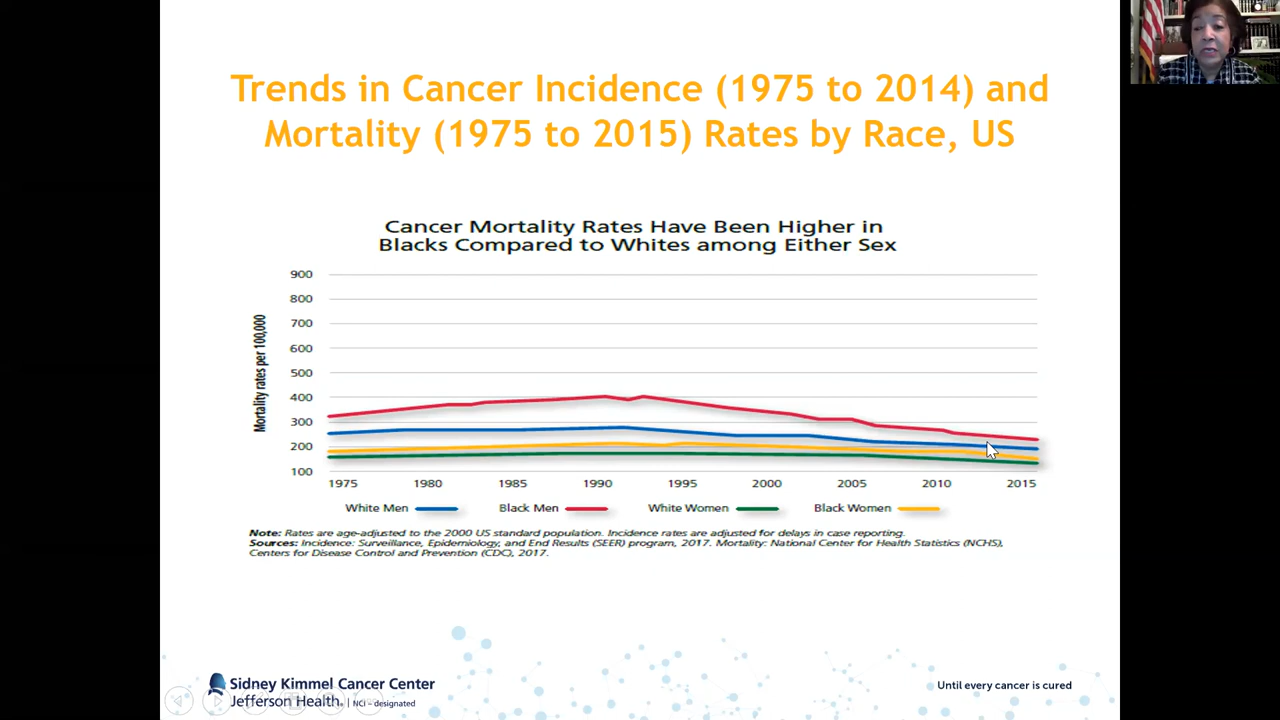 Trends in Cancer Incidence (1975 to 2014) and
Mortality (1975 to 2015) Rates by Race, US
Cancer Mortality Rates Have Been Higher in
Blacks Compared to Whites among Either Sex
Mortality rates per 100,000
900
800
700
600
500
400
300
200
100
1975 1980 1985 1990 1995 2000 2005 2010 2015
White Men Black Men White Women Black Women
Note: Rates are age-adjusted to the 2000 US standard population. Incidence rates are adjusted for delays in case reporting.
Sources: Incidence: Surveillance, Epidemiology, and End Results (SEER) program, 2017. Mortality: National Center for Health Statistics (NCHS),
Centers for Disease Control and Prevention (CDC), 2017.
Sidney Kimmel Cancer Center
Jefferson Health. | NCI – designated
Until every cancer is cured